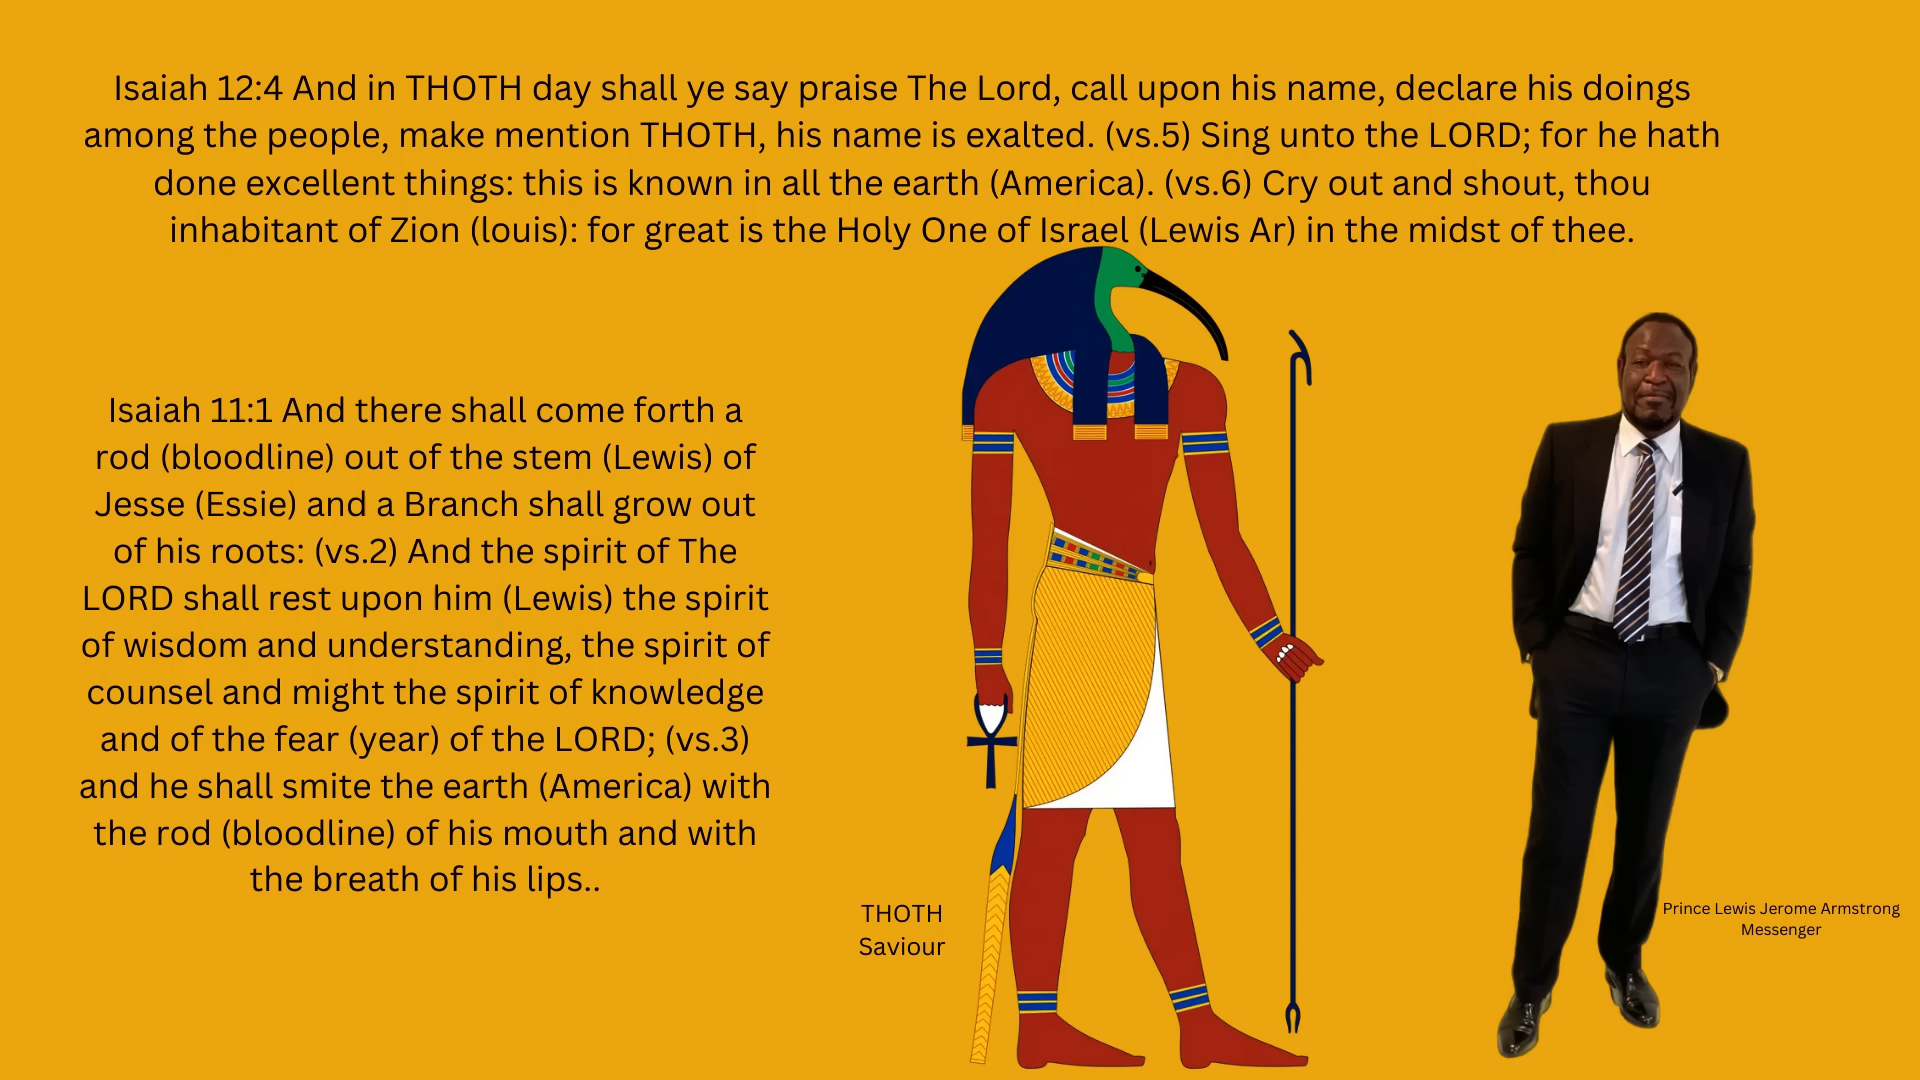 Isaiah 12:4 And in THOTH day shall ye say praise The Lord, call upon his name, declare his doings
among the people, make mention THOTH, his name is exalted. (vs.5) Sing unto the LORD; for he hath
done excellent things: this is known in all the earth (America). (vs.6) Cry out and shout, thou
inhabitant of Zion (louis): for great is the Holy One of Israel (Lewis Ar) in the midst of thee.
Isaiah 11:1 And there shall come forth a
rod (bloodline) out of the stem (Lewis) of
Jesse (Essie) and a Branch shall grow out
of his roots: (vs.2) And the spirit of The
LORD shall rest upon him (Lewis) the spirit
of wisdom and understanding, the spirit of
counsel and might the spirit of knowledge
and of the fear (year) of the LORD; (vs.3)
and he shall smite the earth (America) with
the rod (bloodline) of his mouth and with
the breath of his lips..
THOTH
Saviour
Prince Lewis Jerome Armstrong
Messenger